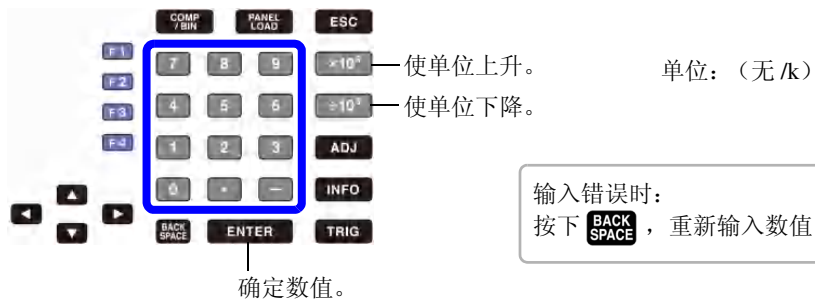 COMP /BIN PANEL LOAD ESC
F1 7 8 9 ×10³ 使单位上升。 单位：（无 /k）
F2
F3 4 5 6 ÷10³ 使单位下降。
F4 1 2 3 ADJ
0 • — INFO
BACK SPACE ENTER TRIG
确定数值。
输入错误时：
按下 BACK SPACE ，重新输入数值